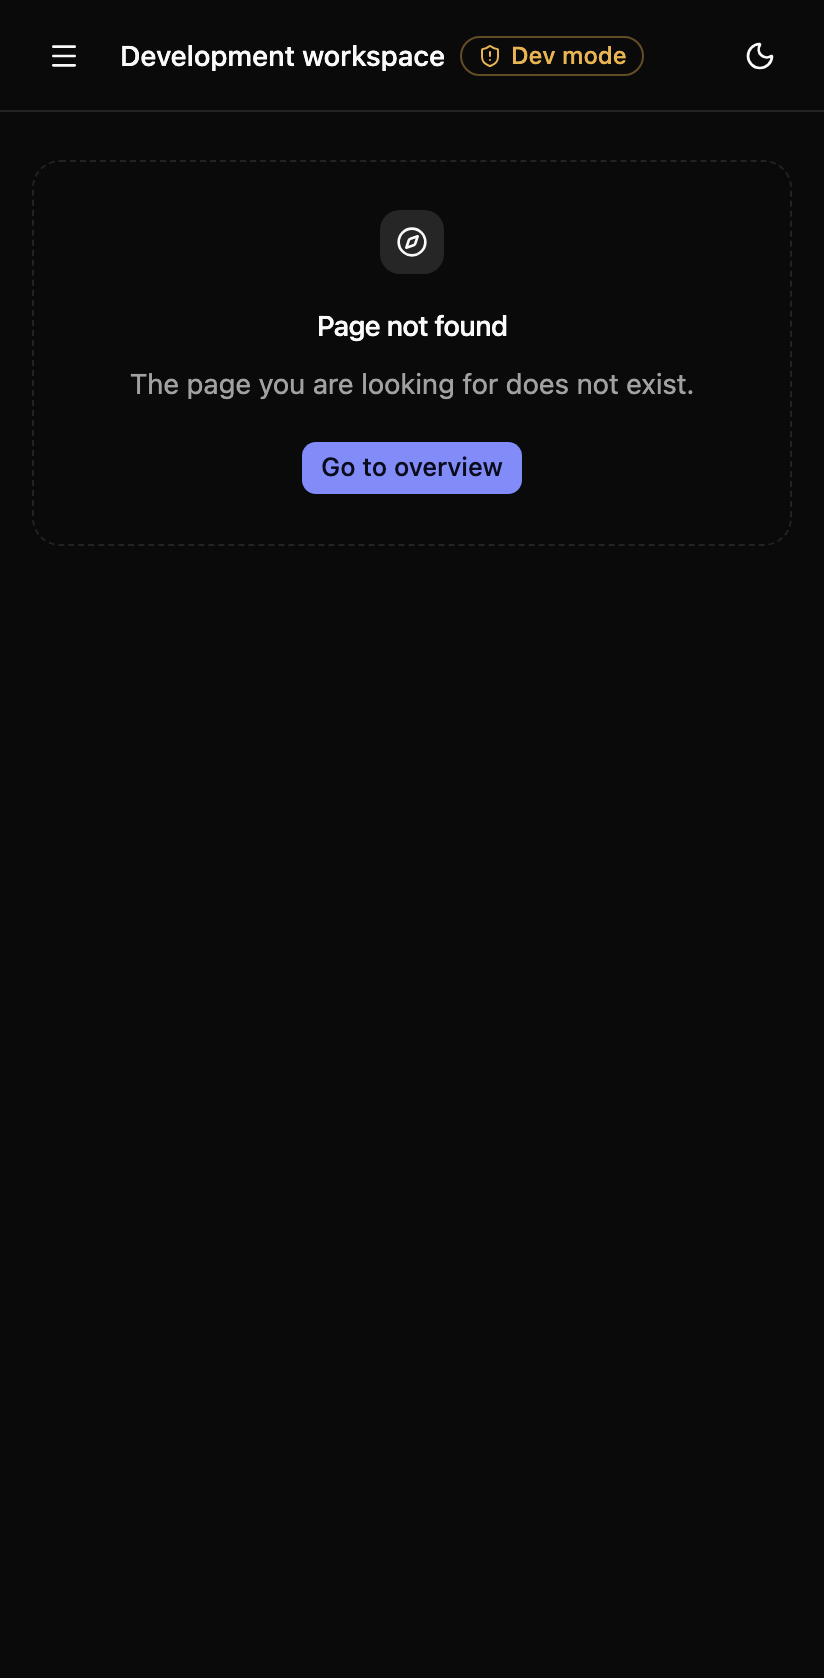 Development workspace
Dev mode
Page not found
The page you are looking for does not exist.
Go to overview